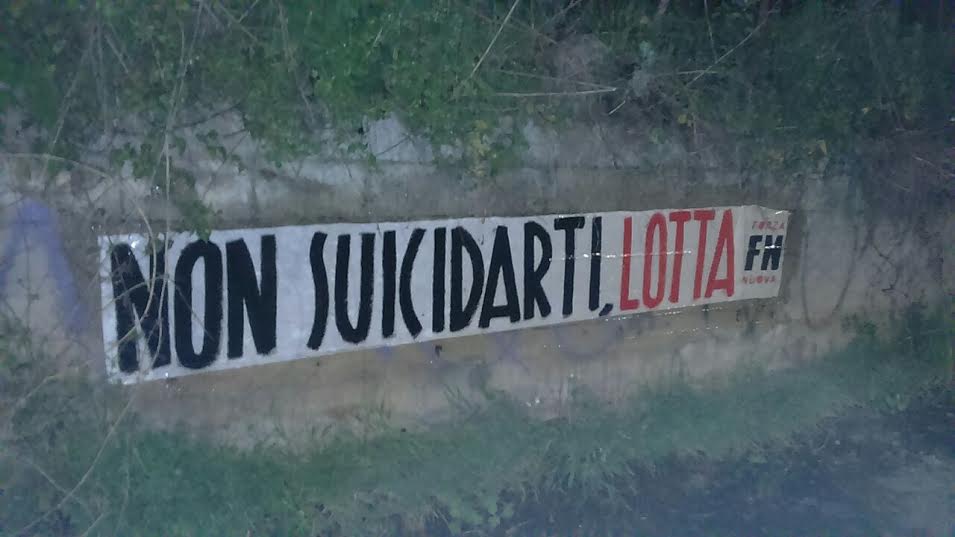 NON SUICIDARTI, LOTTA
FORZA
FN
NUOVA